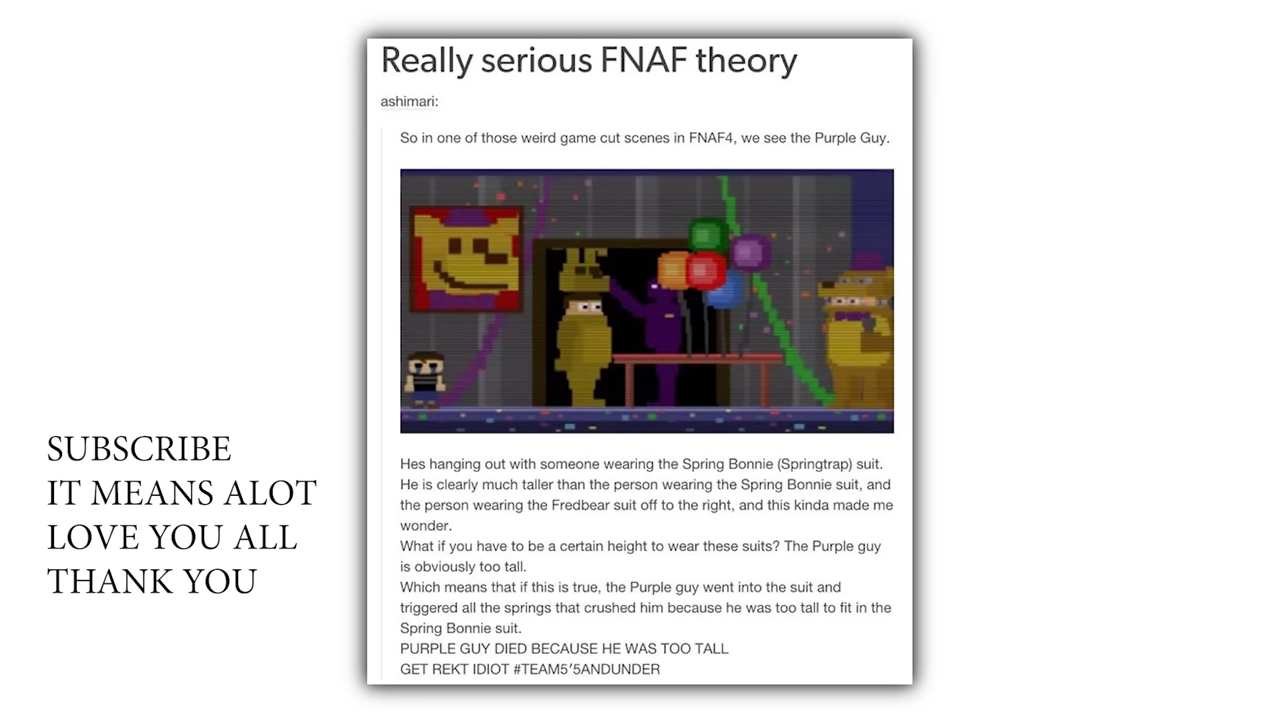 Really serious FNAF theory
ashimari:
So in one of those weird game cut scenes in FNAF4, we see the Purple Guy.
Hes hanging out with someone wearing the Spring Bonnie (Springtrap) suit.
He is clearly much taller than the person wearing the Spring Bonnie suit, and
the person wearing the Fredbear suit off to the right, and this kinda made me
wonder.
What if you have to be a certain height to wear these suits? The Purple guy
is obviously too tall.
Which means that if this is true, the Purple guy went into the suit and
triggered all the springs that crushed him because he was too tall to fit in the
Spring Bonnie suit.
PURPLE GUY DIED BECAUSE HE WAS TOO TALL
GET REKT IDIOT #TEAM5′5ANDUNDER
SUBSCRIBE
IT MEANS ALOT
LOVE YOU ALL
THANK YOU